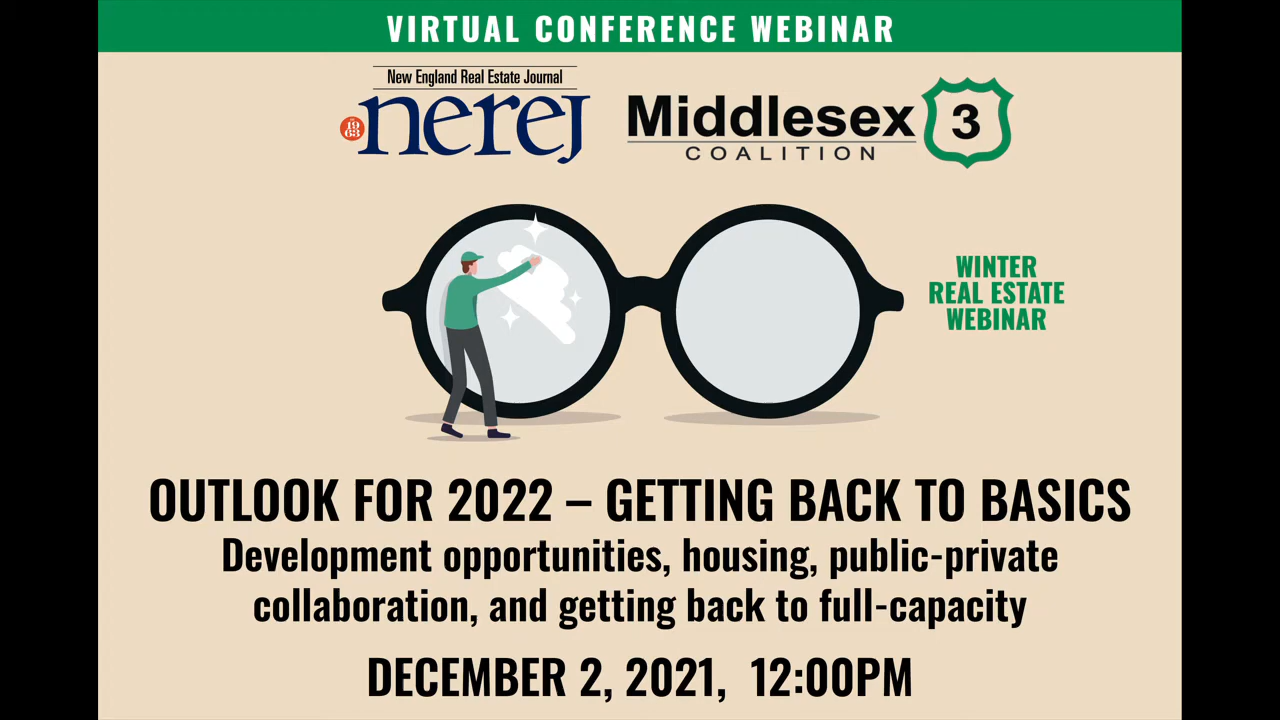 VIRTUAL CONFERENCE WEBINAR
New England Real Estate Journal
EST 1963
nerej
Middlesex
COALITION
3
WINTER
REAL ESTATE
WEBINAR
OUTLOOK FOR 2022 – GETTING BACK TO BASICS
Development opportunities, housing, public-private
collaboration, and getting back to full-capacity
DECEMBER 2, 2021, 12:00PM